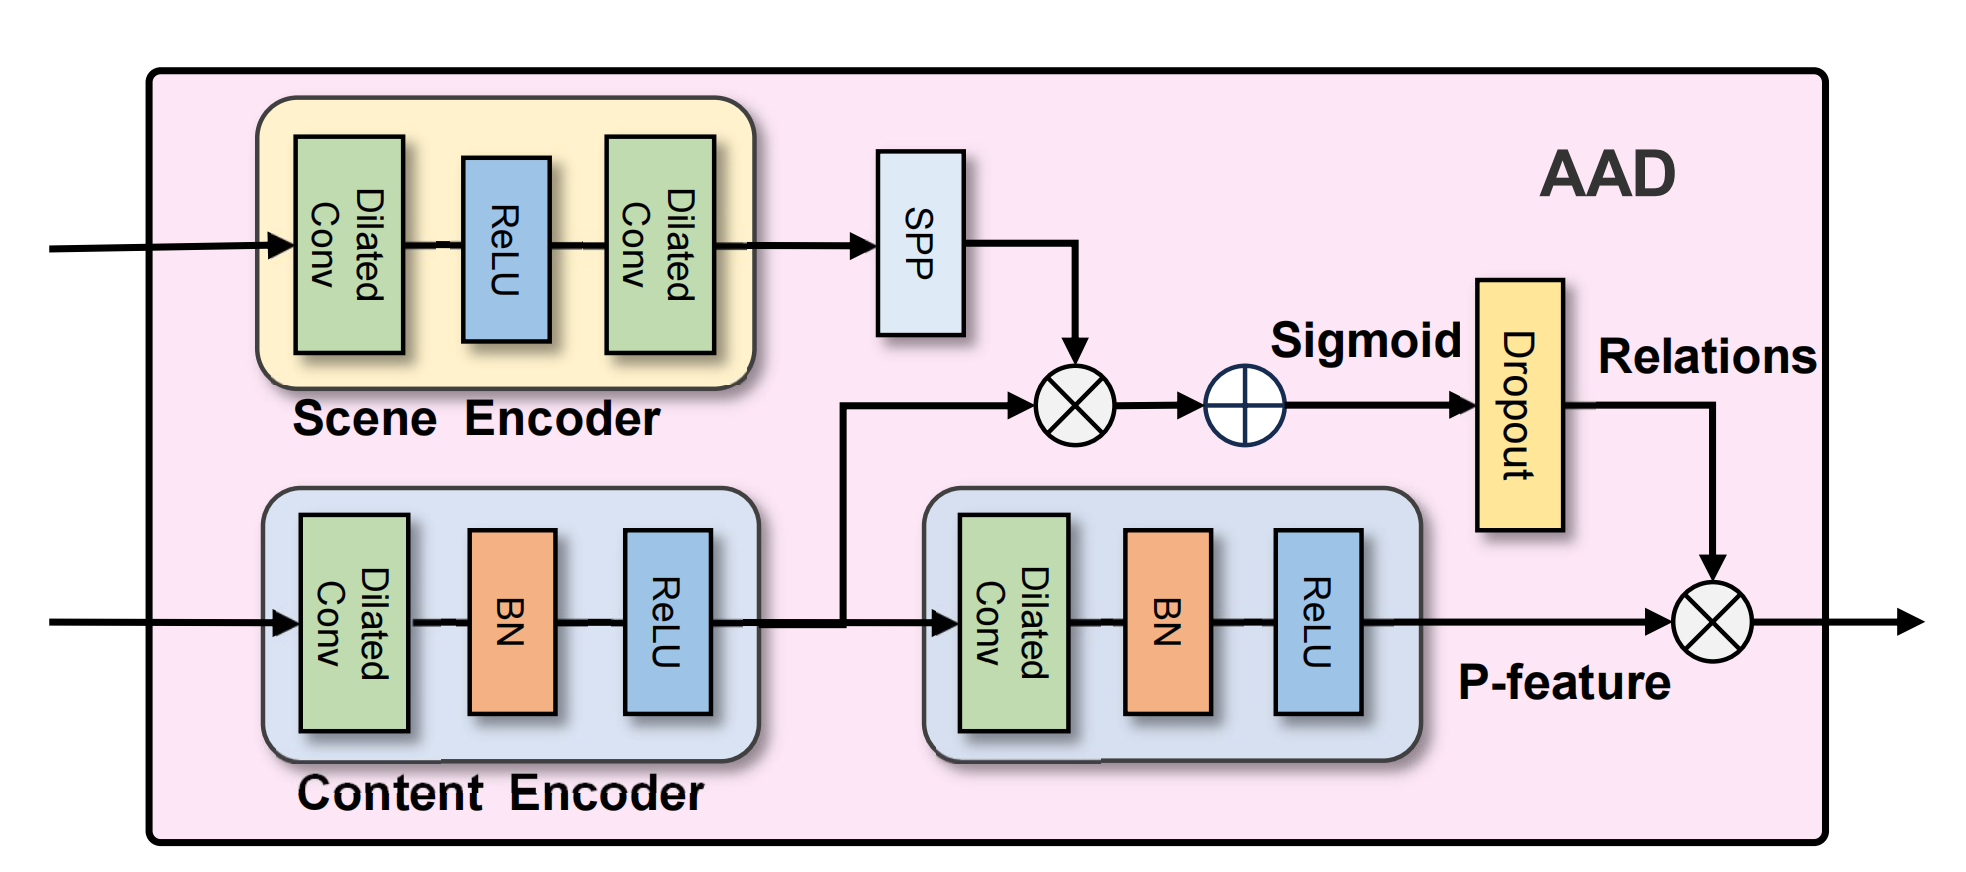 AAD
Dilated
Conv
ReLU
Dilated
Conv
SPP
Scene Encoder
Sigmoid
Dropout
Relations
Dilated
Conv
BN
ReLU
Content Encoder
Dilated
Conv
BN
ReLU
P-feature